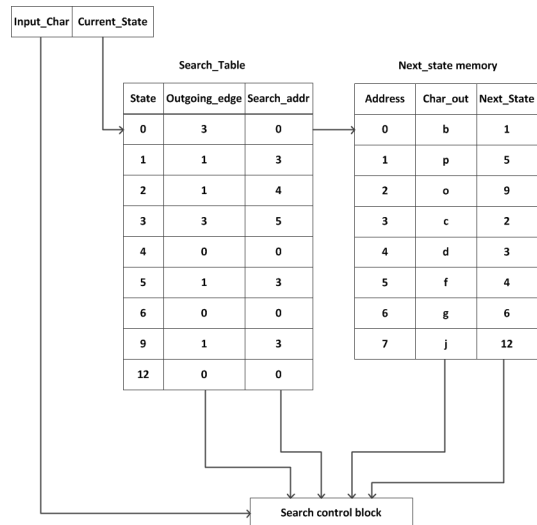 Input_Char Current_State
Search_Table Next_state memory
State Outgoing_edge Search_addr Address Char_out Next_State
0 3 0 0 b 1
1 1 3 1 p 5
2 1 4 2 o 9
3 3 5 3 c 2
4 0 0 4 d 3
5 1 3 5 f 4
6 0 0 6 g 6
9 1 3 7 j 12
12 0 0
Search control block